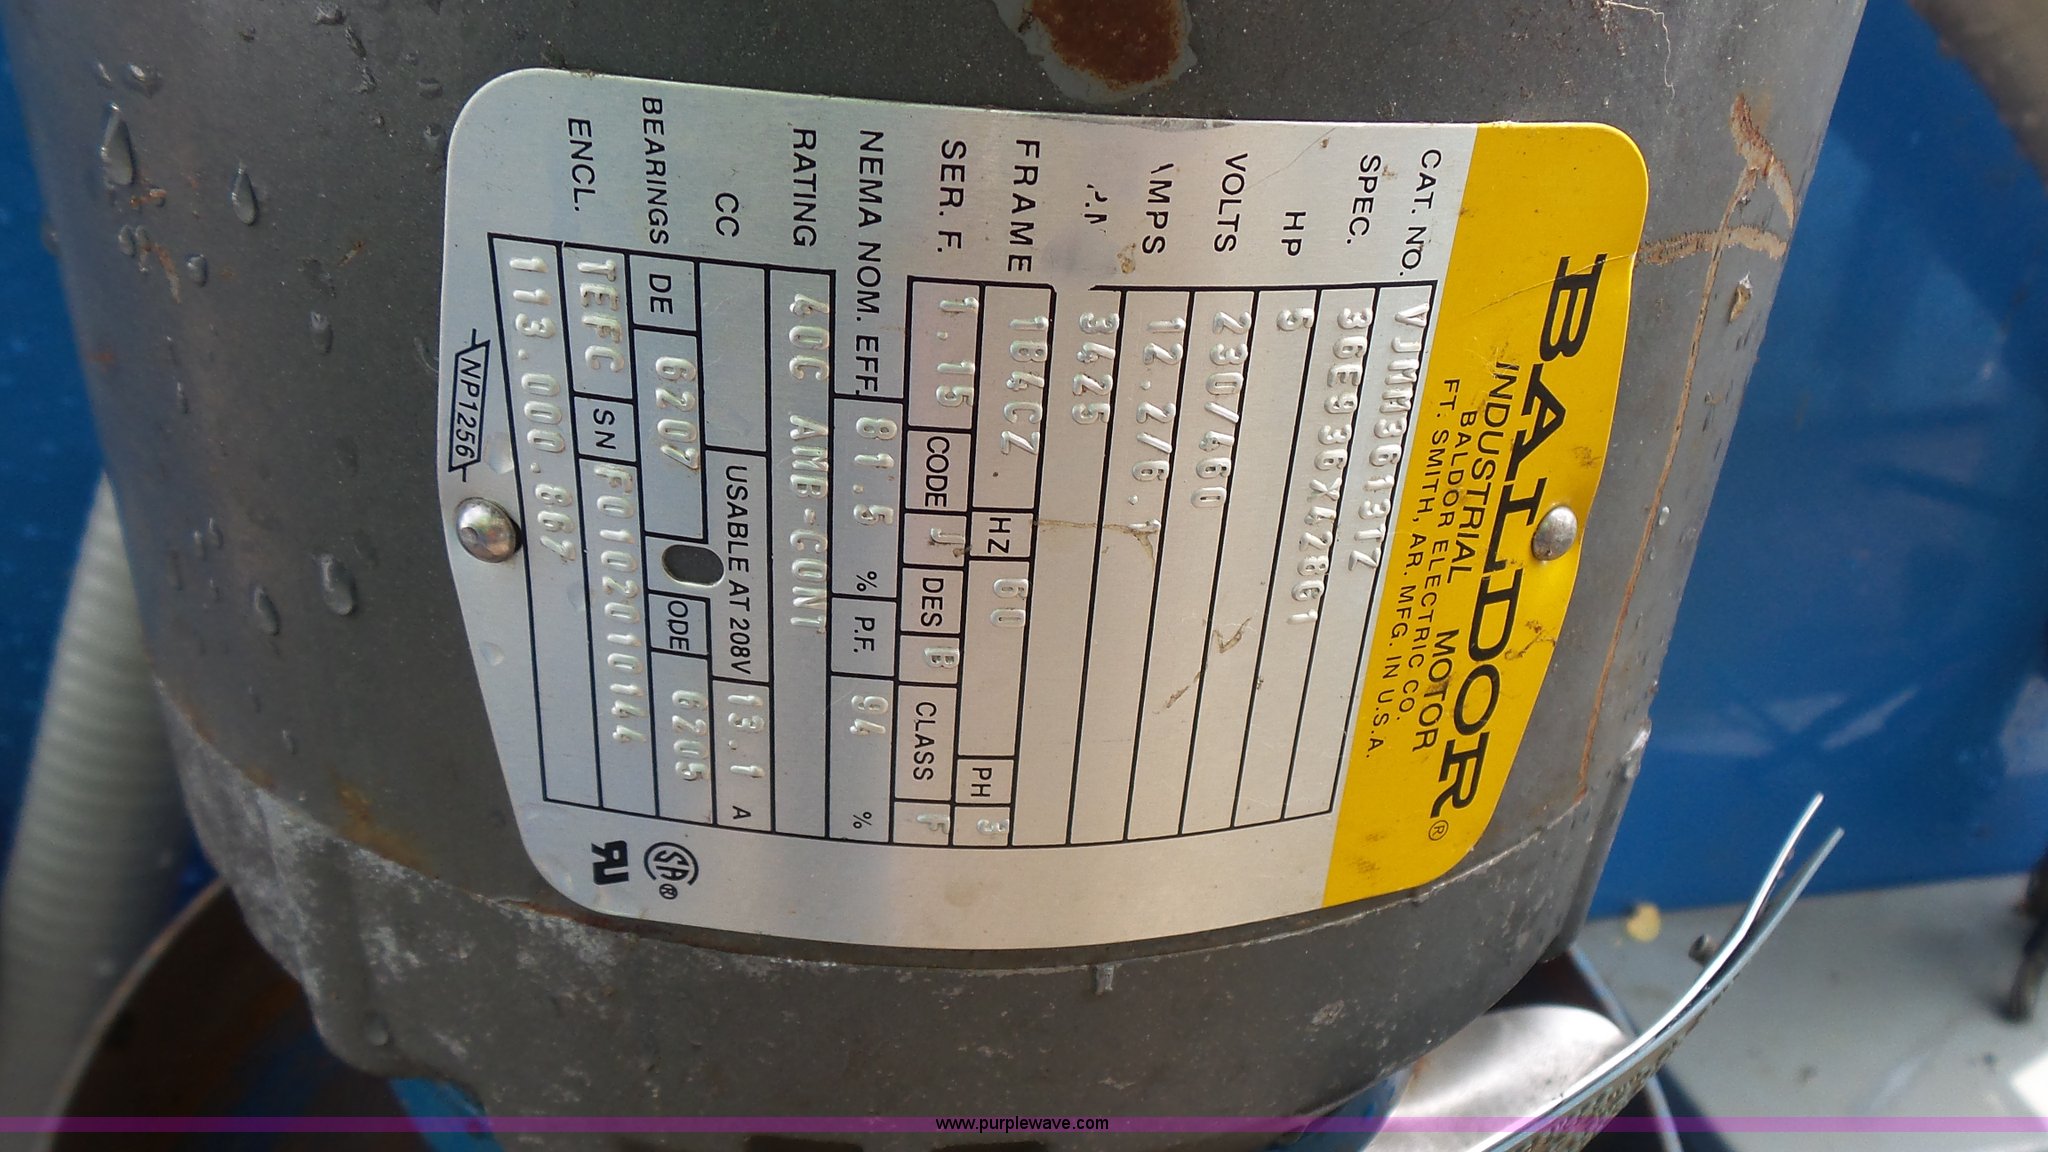 BALDOR®
INDUSTRIAL MOTOR
BALDOR ELECTRIC CO.
FT. SMITH, AR. MFG. IN U.S.A.
CAT. NO. VJMM3613TZ
SPEC. 36E936X428G1
HP 5
VOLTS 230/460
MPS 12.2/6.1
3425
FRAME 184CZ HZ 60 PH 3
SER. F. 1.15 CODE J DES B CLASS F
NEMA NOM. EFF. 81.5 % P.F. 94 %
RATING 40C AMB-CONT
CC USABLE AT 208V 13.1 A
BEARINGS DE 6207 ODE 6205
ENCL. TEFC SN F0102010144
113.000.867
NP1256
SA®
www.purplewave.com